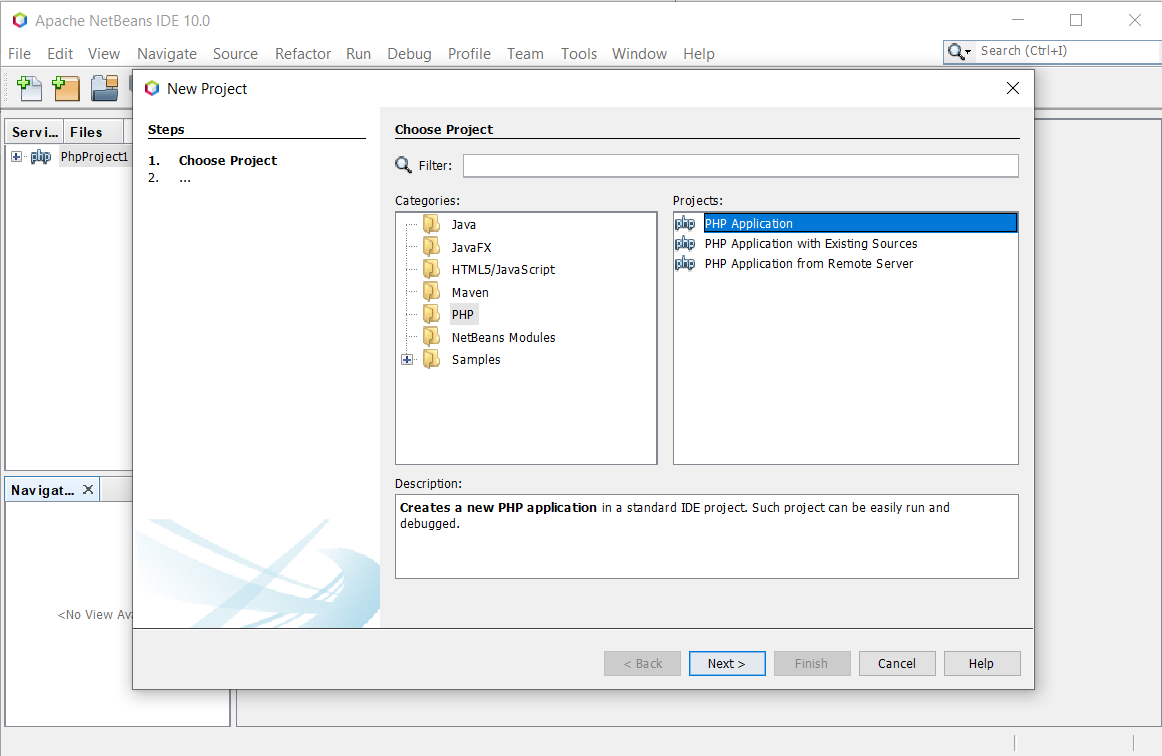 Apache NetBeans IDE 10.0
File Edit View Navigate Source Refactor Run Debug Profile Team Tools Window Help
Search (Ctrl+I)
New Project
Servi... Files
PhpProject1
Steps
1. Choose Project
2. ...
Choose Project
Filter:
Categories:
Java
JavaFX
HTML5/JavaScript
Maven
PHP
NetBeans Modules
Samples
Projects:
php PHP Application
php PHP Application with Existing Sources
php PHP Application from Remote Server
Description:
Creates a new PHP application in a standard IDE project. Such project can be easily run and
debugged.
Navigat...
<No View Ava
< Back Next > Finish Cancel Help